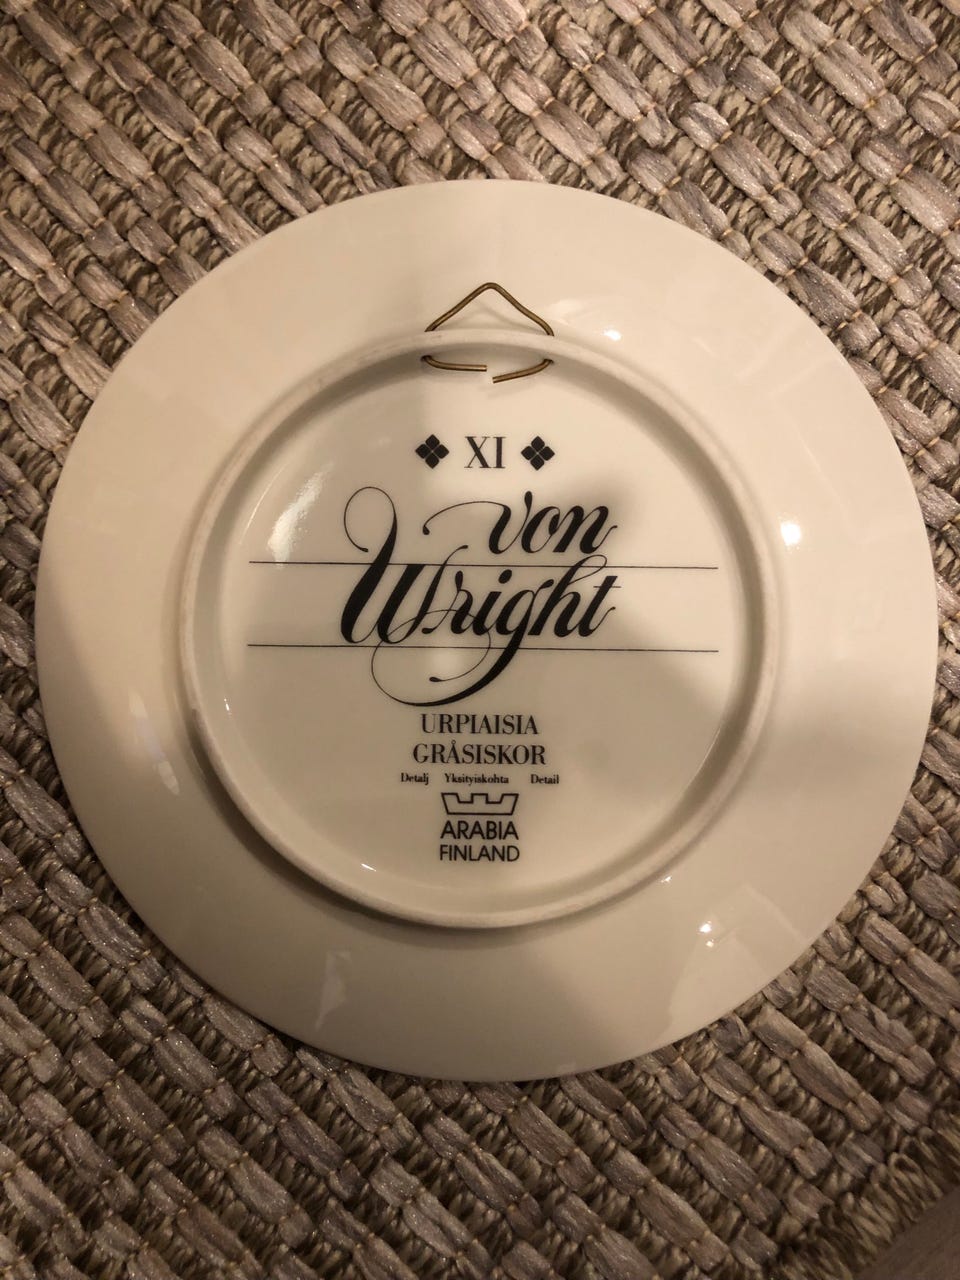 XI
von
Wright
URPIAISIA
GRÅSISKOR
Detalj Yksityiskohta Detail
ARABIA
FINLAND